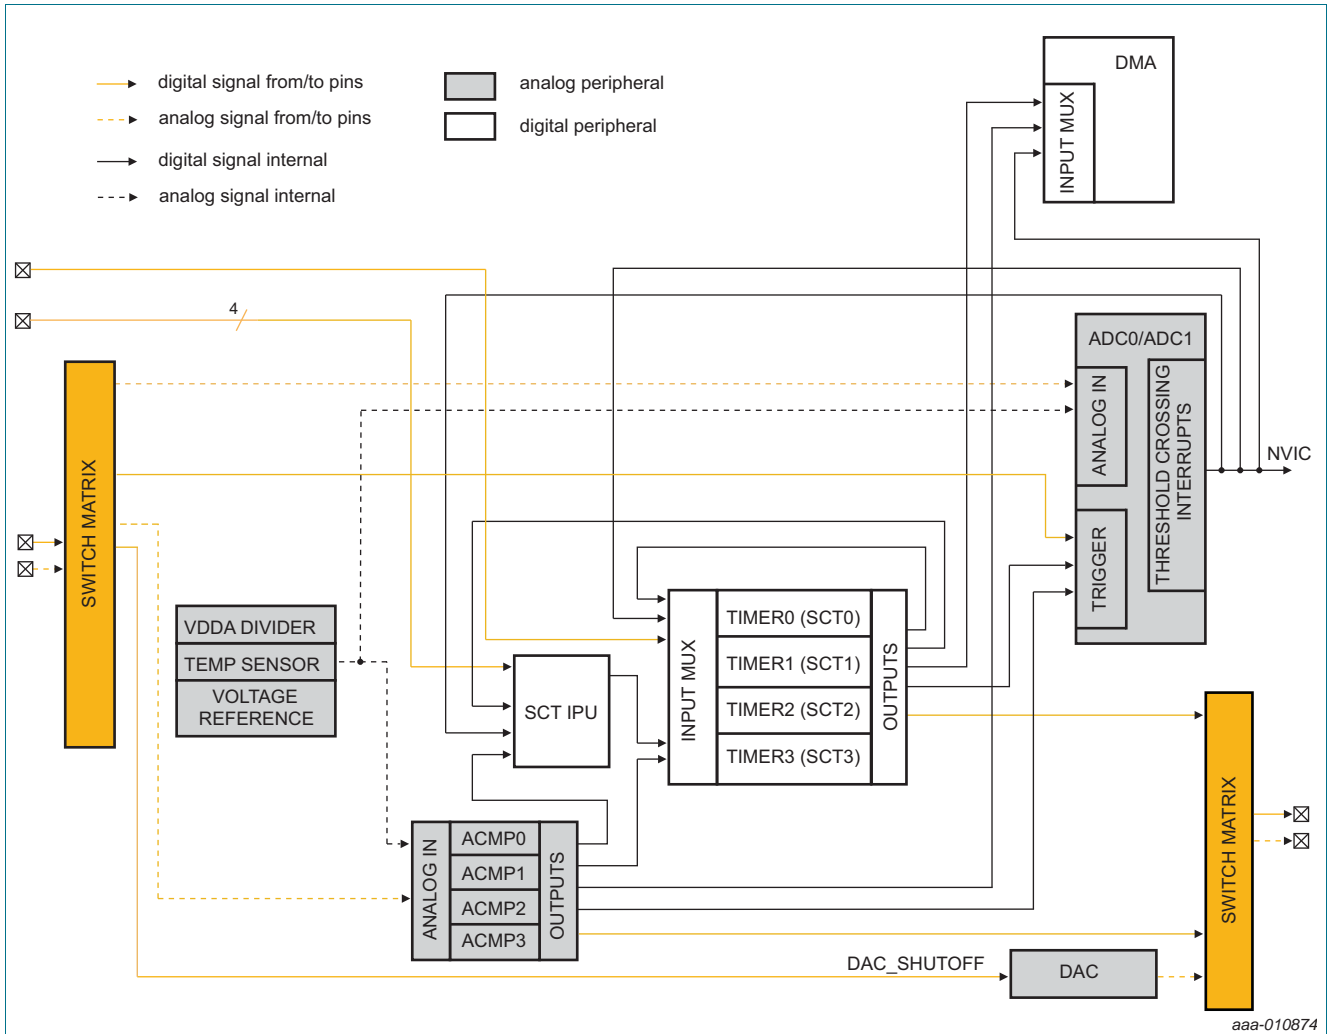 digital signal from/to pins
analog signal from/to pins
digital signal internal
analog signal internal
analog peripheral
digital peripheral
DMA
INPUT MUX
4
ADC0/ADC1
ANALOG IN
THRESHOLD CROSSING
INTERRUPTS
TRIGGER
NVIC
SWITCH MATRIX
VDDA DIVIDER
TEMP SENSOR
VOLTAGE
REFERENCE
SCT IPU
INPUT MUX
TIMER0 (SCT0)
TIMER1 (SCT1)
TIMER2 (SCT2)
TIMER3 (SCT3)
OUTPUTS
ANALOG IN
ACMP0
ACMP1
ACMP2
ACMP3
OUTPUTS
SWITCH MATRIX
DAC_SHUTOFF
DAC
aaa-010874